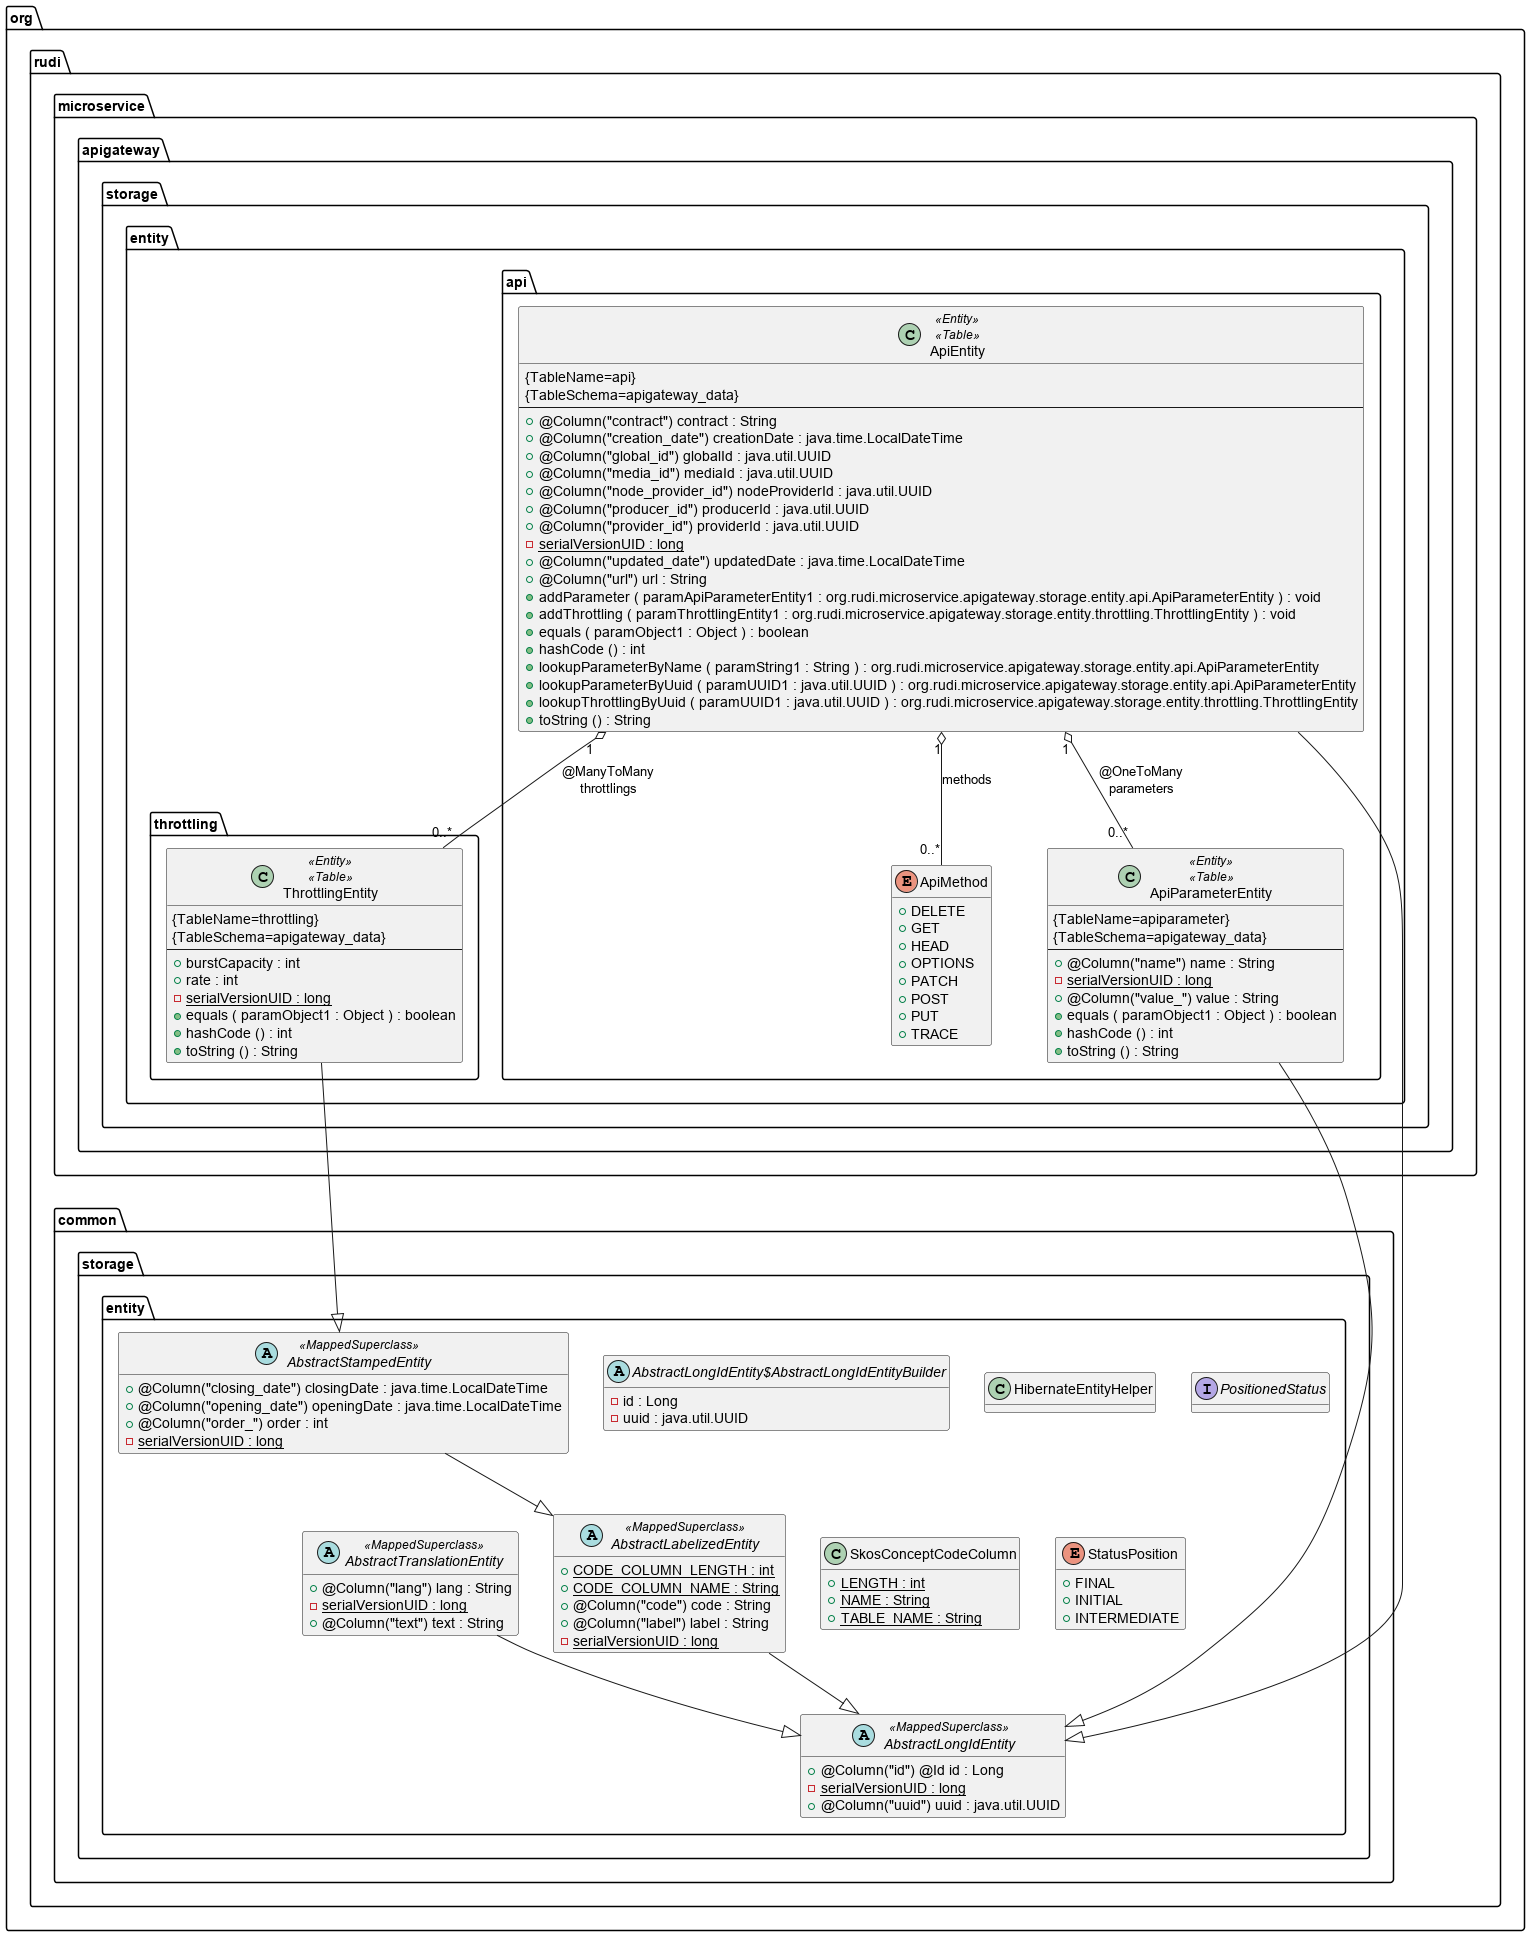 org
rudi
microservice
apigateway
storage
entity
api
«Entity»
«Table»
ApiEntity
{TableName=api}
{TableSchema=apigateway_data}
@Column("contract") contract : String
@Column("creation_date") creationDate : java.time.LocalDateTime
@Column("global_id") globalId : java.util.UUID
@Column("media_id") mediaId : java.util.UUID
@Column("node_provider_id") nodeProviderId : java.util.UUID
@Column("producer_id") producerId : java.util.UUID
@Column("provider_id") providerId : java.util.UUID
serialVersionUID : long
@Column("updated_date") updatedDate : java.time.LocalDateTime
@Column("url") url : String
addParameter ( paramApiParameterEntity1 : org.rudi.microservice.apigateway.storage.entity.api.ApiParameterEntity ) : void
addThrottling ( paramThrottlingEntity1 : org.rudi.microservice.apigateway.storage.entity.throttling.ThrottlingEntity ) : void
equals ( paramObject1 : Object ) : boolean
hashCode () : int
lookupParameterByName ( paramString1 : String ) : org.rudi.microservice.apigateway.storage.entity.api.ApiParameterEntity
lookupParameterByUuid ( paramUUID1 : java.util.UUID ) : org.rudi.microservice.apigateway.storage.entity.api.ApiParameterEntity
lookupThrottlingByUuid ( paramUUID1 : java.util.UUID ) : org.rudi.microservice.apigateway.storage.entity.throttling.ThrottlingEntity
toString () : String
1
@ManyToMany
throttlings
0..*
1
methods
0..*
1
@OneToMany
parameters
0..*
throttling
«Entity»
«Table»
ThrottlingEntity
{TableName=throttling}
{TableSchema=apigateway_data}
burstCapacity : int
rate : int
serialVersionUID : long
equals ( paramObject1 : Object ) : boolean
hashCode () : int
toString () : String
ApiMethod
DELETE
GET
HEAD
OPTIONS
PATCH
POST
PUT
TRACE
«Entity»
«Table»
ApiParameterEntity
{TableName=apiparameter}
{TableSchema=apigateway_data}
@Column("name") name : String
serialVersionUID : long
@Column("value_") value : String
equals ( paramObject1 : Object ) : boolean
hashCode () : int
toString () : String
common
storage
entity
«MappedSuperclass»
AbstractStampedEntity
@Column("closing_date") closingDate : java.time.LocalDateTime
@Column("opening_date") openingDate : java.time.LocalDateTime
@Column("order_") order : int
serialVersionUID : long
AbstractLongIdEntity$AbstractLongIdEntityBuilder
id : Long
uuid : java.util.UUID
HibernateEntityHelper
PositionedStatus
«MappedSuperclass»
AbstractTranslationEntity
@Column("lang") lang : String
serialVersionUID : long
@Column("text") text : String
«MappedSuperclass»
AbstractLabelizedEntity
CODE_COLUMN_LENGTH : int
CODE_COLUMN_NAME : String
@Column("code") code : String
@Column("label") label : String
serialVersionUID : long
SkosConceptCodeColumn
LENGTH : int
NAME : String
TABLE_NAME : String
StatusPosition
FINAL
INITIAL
INTERMEDIATE
«MappedSuperclass»
AbstractLongIdEntity
@Column("id") @Id id : Long
serialVersionUID : long
@Column("uuid") uuid : java.util.UUID